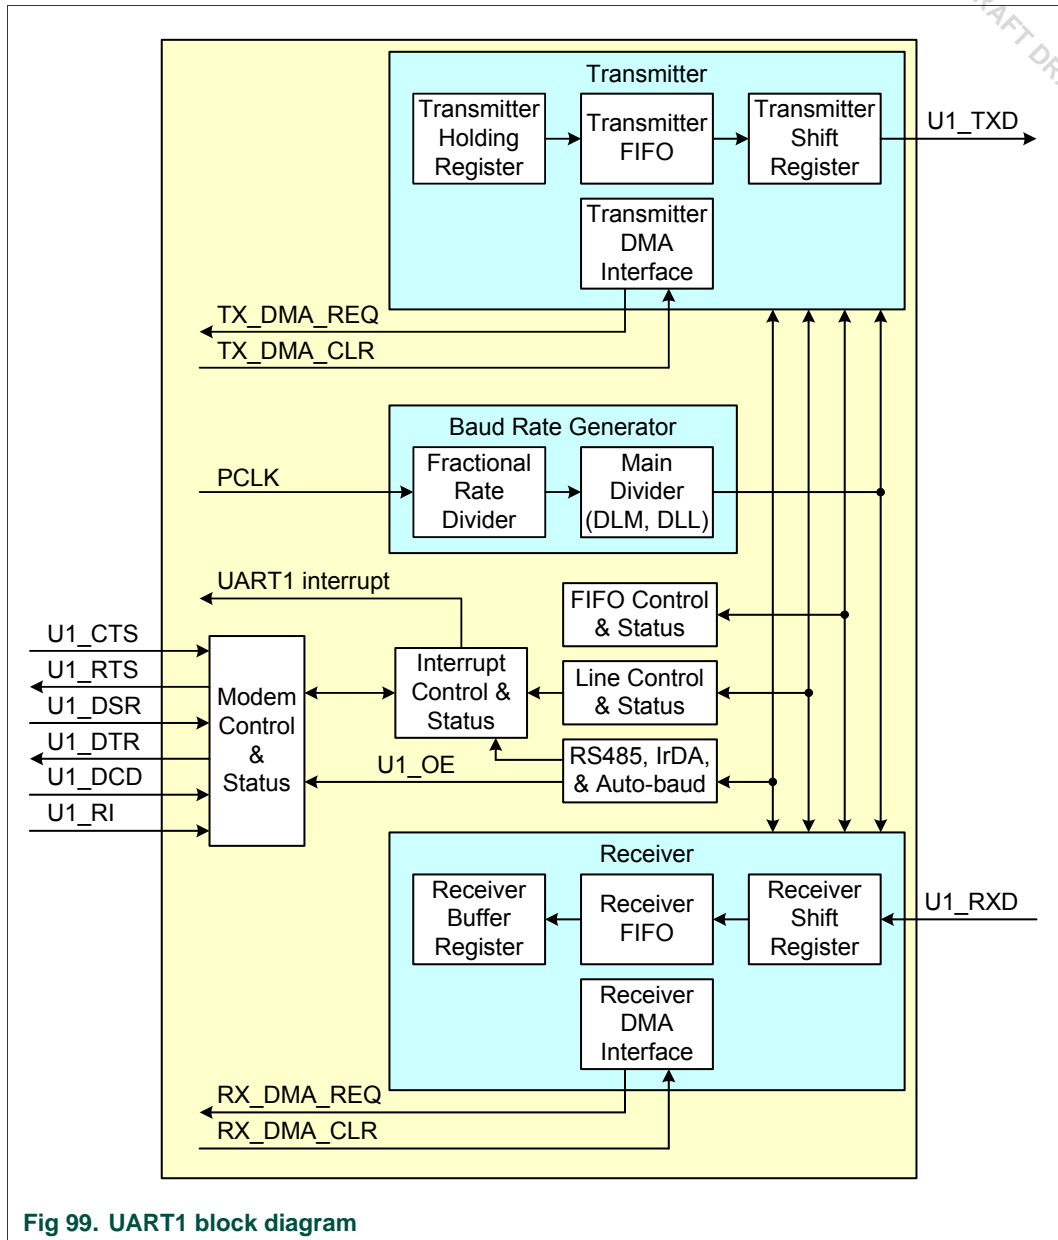 RAFT DRA
Transmitter
Transmitter
Holding
Register
Transmitter
FIFO
Transmitter
Shift
Register
U1_TXD
Transmitter
DMA
Interface
TX_DMA_REQ
TX_DMA_CLR
Baud Rate Generator
PCLK
Fractional
Rate
Divider
Main
Divider
(DLM, DLL)
UART1 interrupt
FIFO Control
& Status
U1_CTS
U1_RTS
U1_DSR
U1_DTR
U1_DCD
U1_RI
Modem
Control
&
Status
Interrupt
Control &
Status
Line Control
& Status
U1_OE
RS485, IrDA,
& Auto-baud
Receiver
Receiver
Buffer
Register
Receiver
FIFO
Receiver
Shift
Register
U1_RXD
Receiver
DMA
Interface
RX_DMA_REQ
RX_DMA_CLR
Fig 99. UART1 block diagram